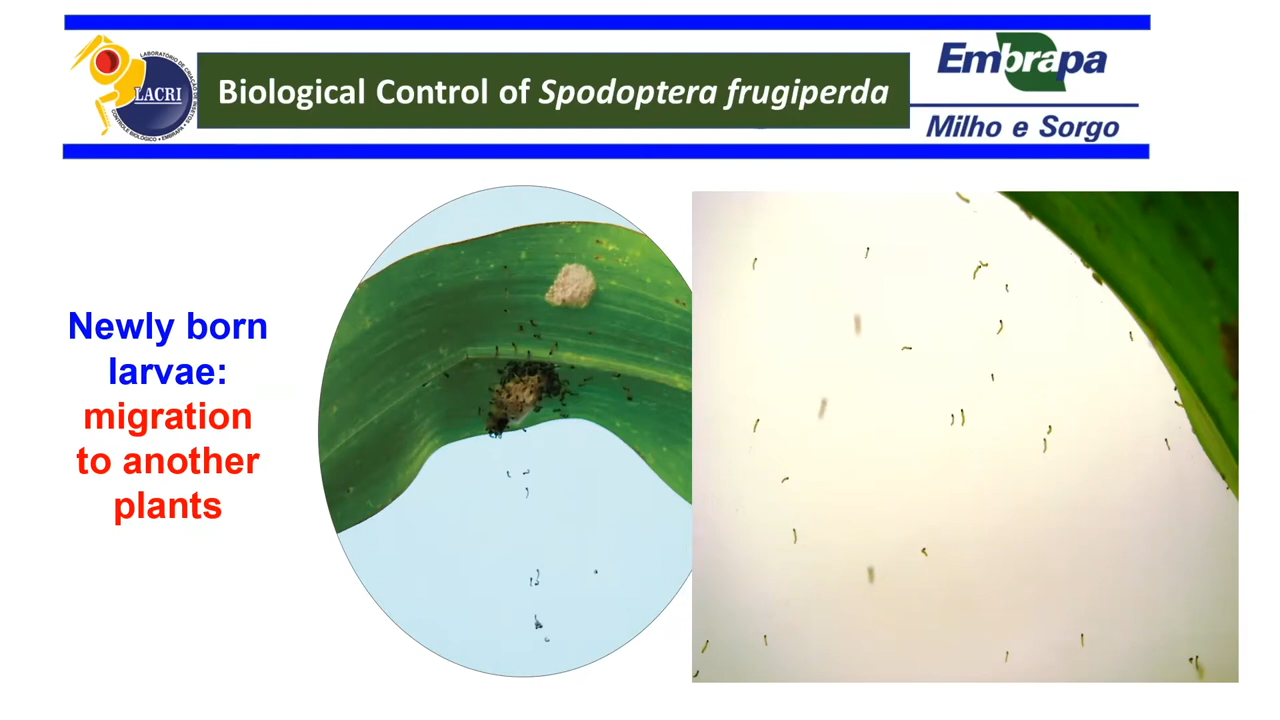 LACRI
Biological Control of Spodoptera frugiperda
Embrapa
Milho e Sorgo
Newly born
larvae:
migration
to another
plants